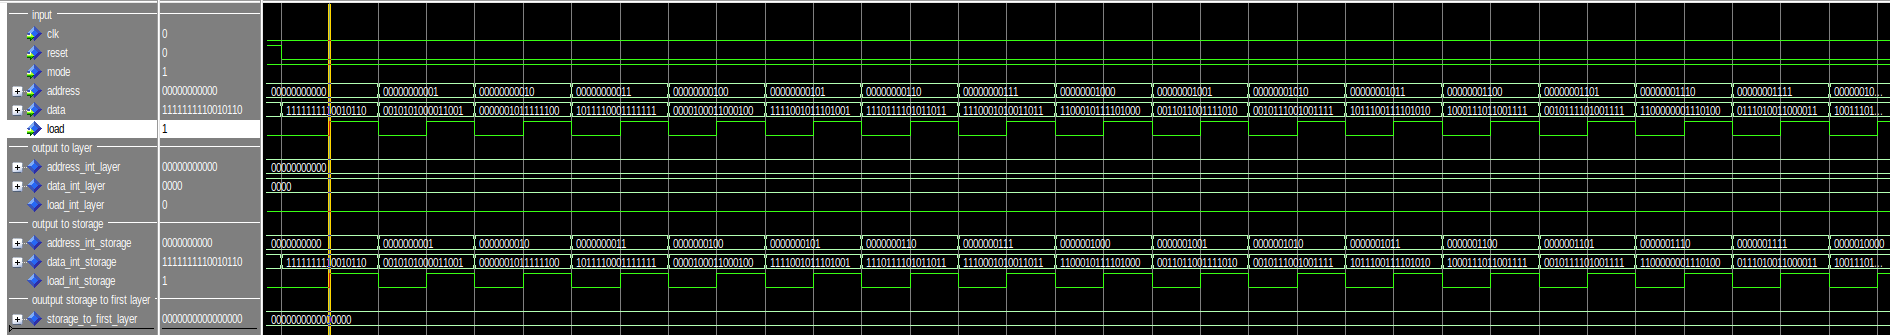 input
clk 0
reset 0
mode 1
address 00000000000 00000000000 00000000001 00000000010 00000000011 00000000100 00000000101 00000000110 00000000111 00000001000 00000001001 00000001010 00000001011 00000001100 00000001101 00000001110 00000001111 00000010...
data 1111111110010110 1111111110010110 0010101000011001 0000001011111100 1011110001111111 0000100011000100 1111001011101001 1110111101011011 1110001010011011 1100010111101000 0011011001111010 0010111001001111 1011100111101010 1000111011001111 0010111101001111 1100000001110100 0111010011000011 10011101...
load 1
output to layer
address_int_layer 00000000000 00000000000
data_int_layer 0000 0000
load_int_layer 0
output to storage
address_int_storage 0000000000 0000000000 0000000001 0000000010 0000000011 0000000100 0000000101 0000000110 0000000111 0000001000 0000001001 0000001010 0000001011 0000001100 0000001101 0000001110 0000001111 0000010000
data_int_storage 1111111110010110 1111111110010110 0010101000011001 0000001011111100 1011110001111111 0000100011000100 1111001011101001 1110111101011011 1110001010011011 1100010111101000 0011011001111010 0010111001001111 1011100111101010 1000111011001111 0010111101001111 1100000001110100 0111010011000011 10011101...
load_int_storage 1
ouutput storage to first layer
storage_to_first_layer 0000000000000000 0000000000000000